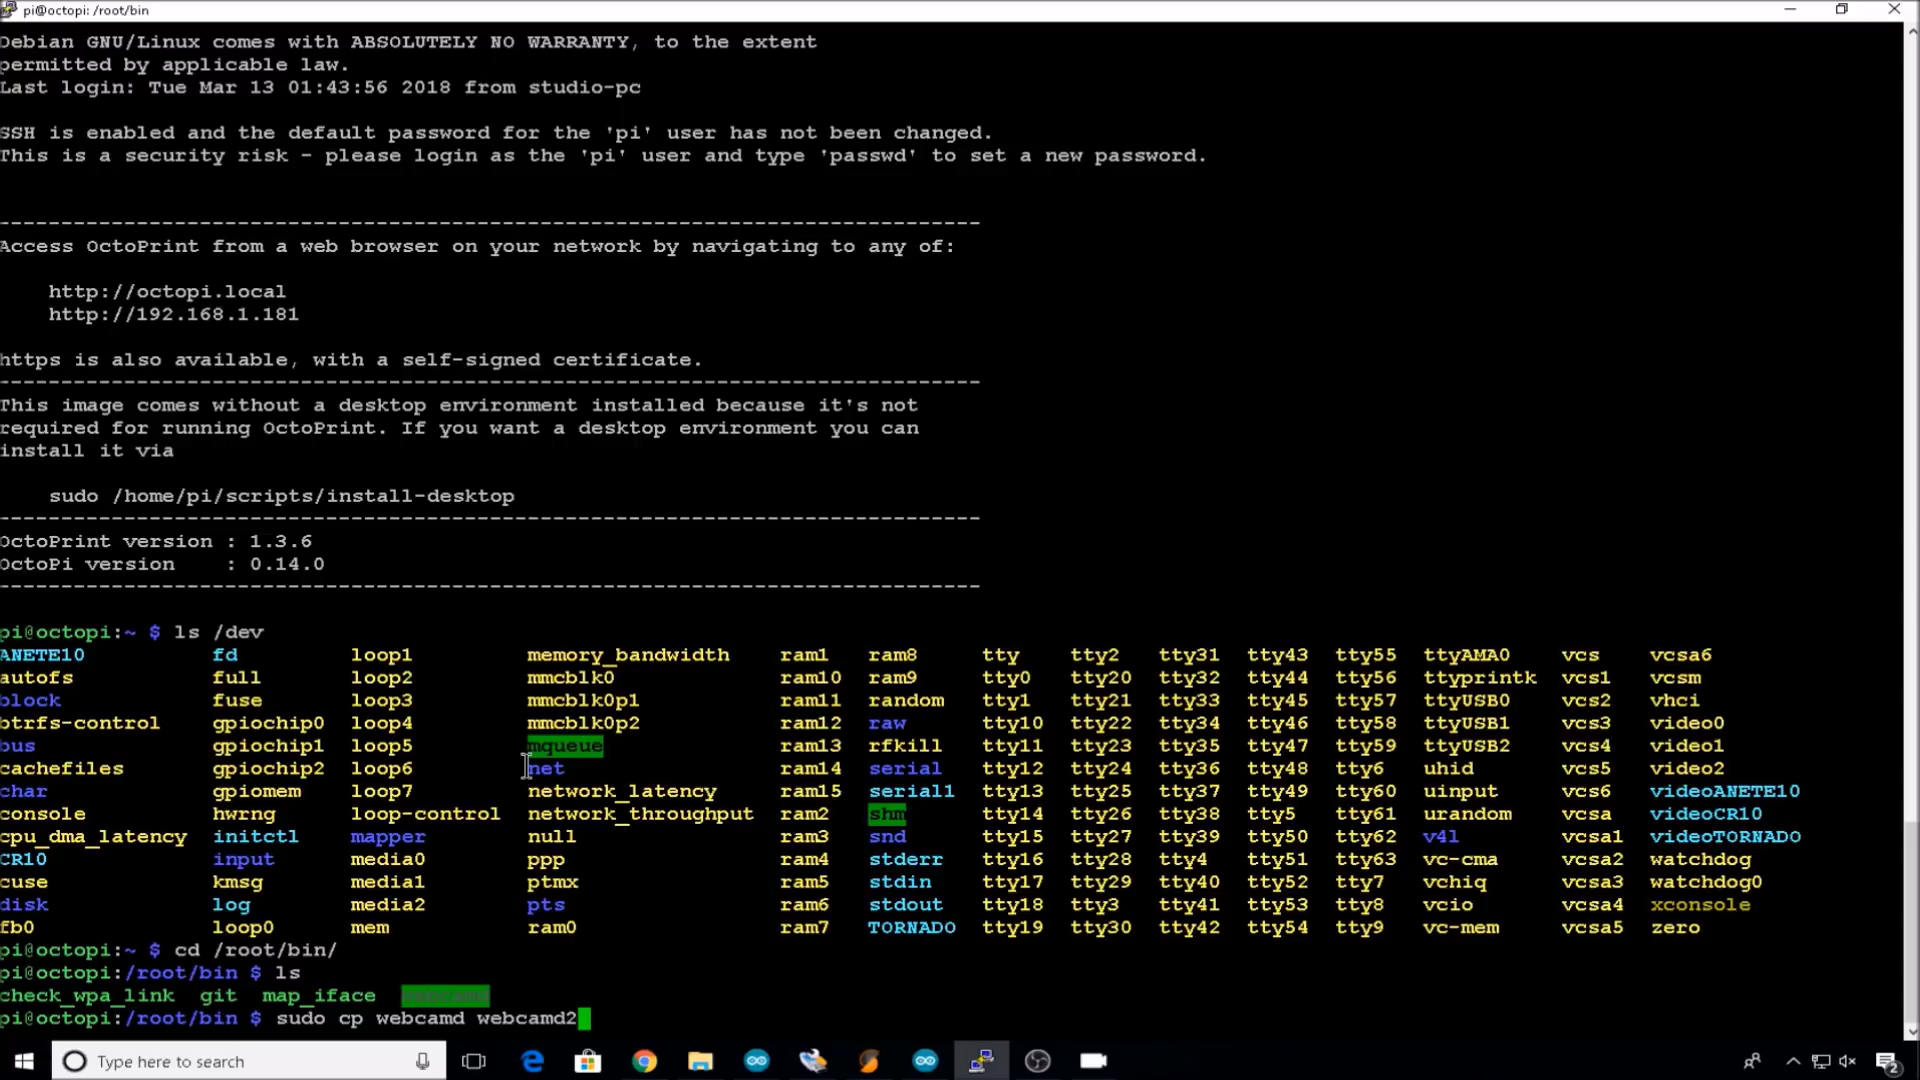 pi@octopi: /root/bin
Debian GNU/Linux comes with ABSOLUTELY NO WARRANTY, to the extent
permitted by applicable law.
Last login: Tue Mar 13 01:43:56 2018 from studio-pc
SSH is enabled and the default password for the 'pi' user has not been changed.
This is a security risk - please login as the 'pi' user and type 'passwd' to set a new password.
------------------------------------------------------------------------------
Access OctoPrint from a web browser on your network by navigating to any of:
http://octopi.local
http://192.168.1.181
https is also available, with a self-signed certificate.
------------------------------------------------------------------------------
This image comes without a desktop environment installed because it's not
required for running OctoPrint. If you want a desktop environment you can
install it via
sudo /home/pi/scripts/install-desktop
------------------------------------------------------------------------------
OctoPrint version : 1.3.6
OctoPi version    : 0.14.0
------------------------------------------------------------------------------
pi@octopi:~ $ ls /dev
ANETE10 fd loop1 memory_bandwidth ram1 ram8 tty tty2 tty31 tty43 tty55 ttyAMA0 vcs vcsa6
autofs full loop2 mmcblk0 ram10 ram9 tty0 tty20 tty32 tty44 tty56 ttyprintk vcs1 vcsm
block fuse loop3 mmcblk0p1 ram11 random tty1 tty21 tty33 tty45 tty57 ttyUSB0 vcs2 vhci
btrfs-control gpiochip0 loop4 mmcblk0p2 ram12 raw tty10 tty22 tty34 tty46 tty58 ttyUSB1 vcs3 video0
bus gpiochip1 loop5 mqueue ram13 rfkill tty11 tty23 tty35 tty47 tty59 ttyUSB2 vcs4 video1
cachefiles gpiochip2 loop6 net ram14 serial tty12 tty24 tty36 tty48 tty6 uhid vcs5 video2
char gpiomem loop7 network_latency ram15 serial1 tty13 tty25 tty37 tty49 tty60 uinput vcs6 videoANETE10
console hwrng loop-control network_throughput ram2 shm tty14 tty26 tty38 tty5 tty61 urandom vcsa videoCR10
cpu_dma_latency initctl mapper null ram3 snd tty15 tty27 tty39 tty50 tty62 v4l vcsa1 videoTORNADO
CR10 input media0 ppp ram4 stderr tty16 tty28 tty4 tty51 tty63 vc-cma vcsa2 watchdog
cuse kmsg media1 ptmx ram5 stdin tty17 tty29 tty40 tty52 tty7 vchiq vcsa3 watchdog0
disk log media2 pts ram6 stdout tty18 tty3 tty41 tty53 tty8 vcio vcsa4 xconsole
fb0 loop0 mem ram0 ram7 TORNADO tty19 tty30 tty42 tty54 tty9 vc-mem vcsa5 zero
pi@octopi:~ $ cd /root/bin/
pi@octopi:/root/bin $ ls
check_wpa_link git map_iface
pi@octopi:/root/bin $ sudo cp webcamd webcamd2
Type here to search
2